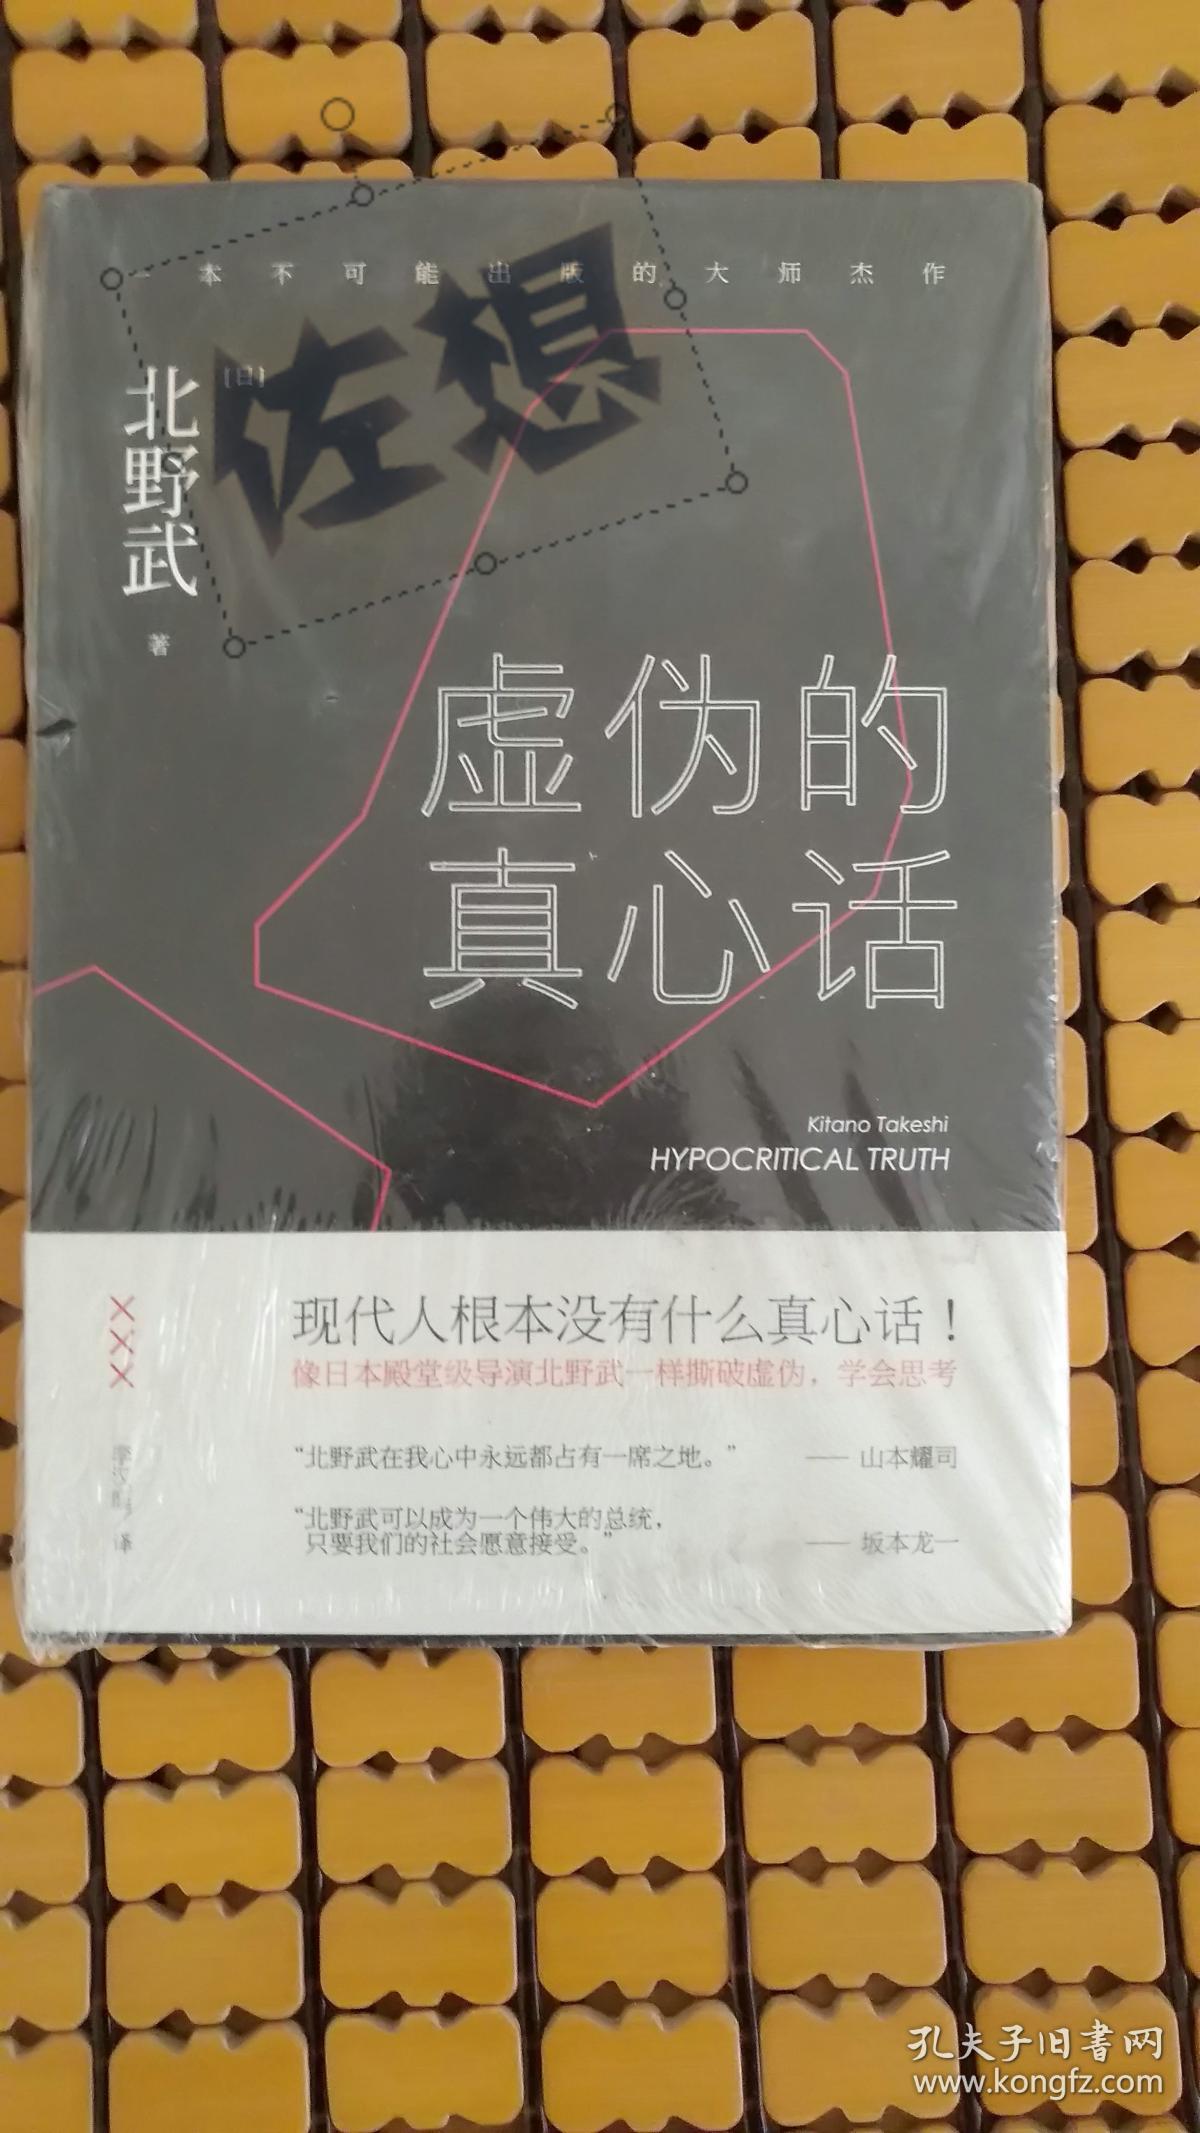 一本不可能出版的大师杰作
[日]
北野武
著
佐想
虚伪的
真心话
Kitano Takeshi
HYPOCRITICAL TRUTH
现代人根本没有什么真心话！
像日本殿堂级导演北野武一样撕破虚伪，学会思考
“北野武在我心中永远都占有一席之地。” —— 山本耀司
“北野武可以成为一个伟大的总统，
只要我们的社会愿意接受。” —— 坂本龙一
译
孔夫子旧书网
www.kongfz.com